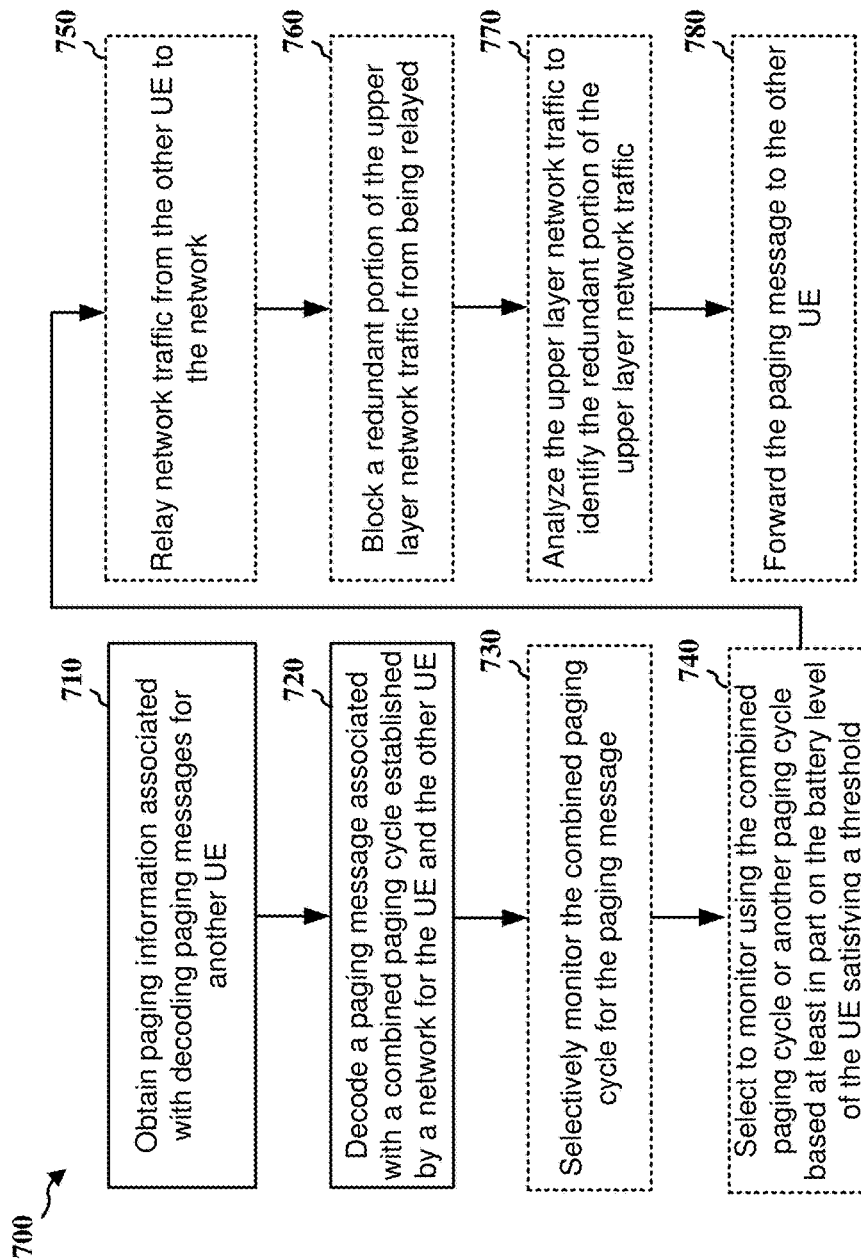 700
710
Obtain paging information associated
with decoding paging messages for
another UE
720
Decode a paging message associated
with a combined paging cycle established
by a network for the UE and the other UE
730
Selectively monitor the combined paging
cycle for the paging message
740
Select to monitor using the combined
paging cycle or another paging cycle
based at least in part on the battery level
of the UE satisfying a threshold
750
Relay network traffic from the other UE to
the network
760
Block a redundant portion of the upper
layer network traffic from being relayed
770
Analyze the upper layer network traffic to
identify the redundant portion of the
upper layer network traffic
780
Forward the paging message to the other
UE